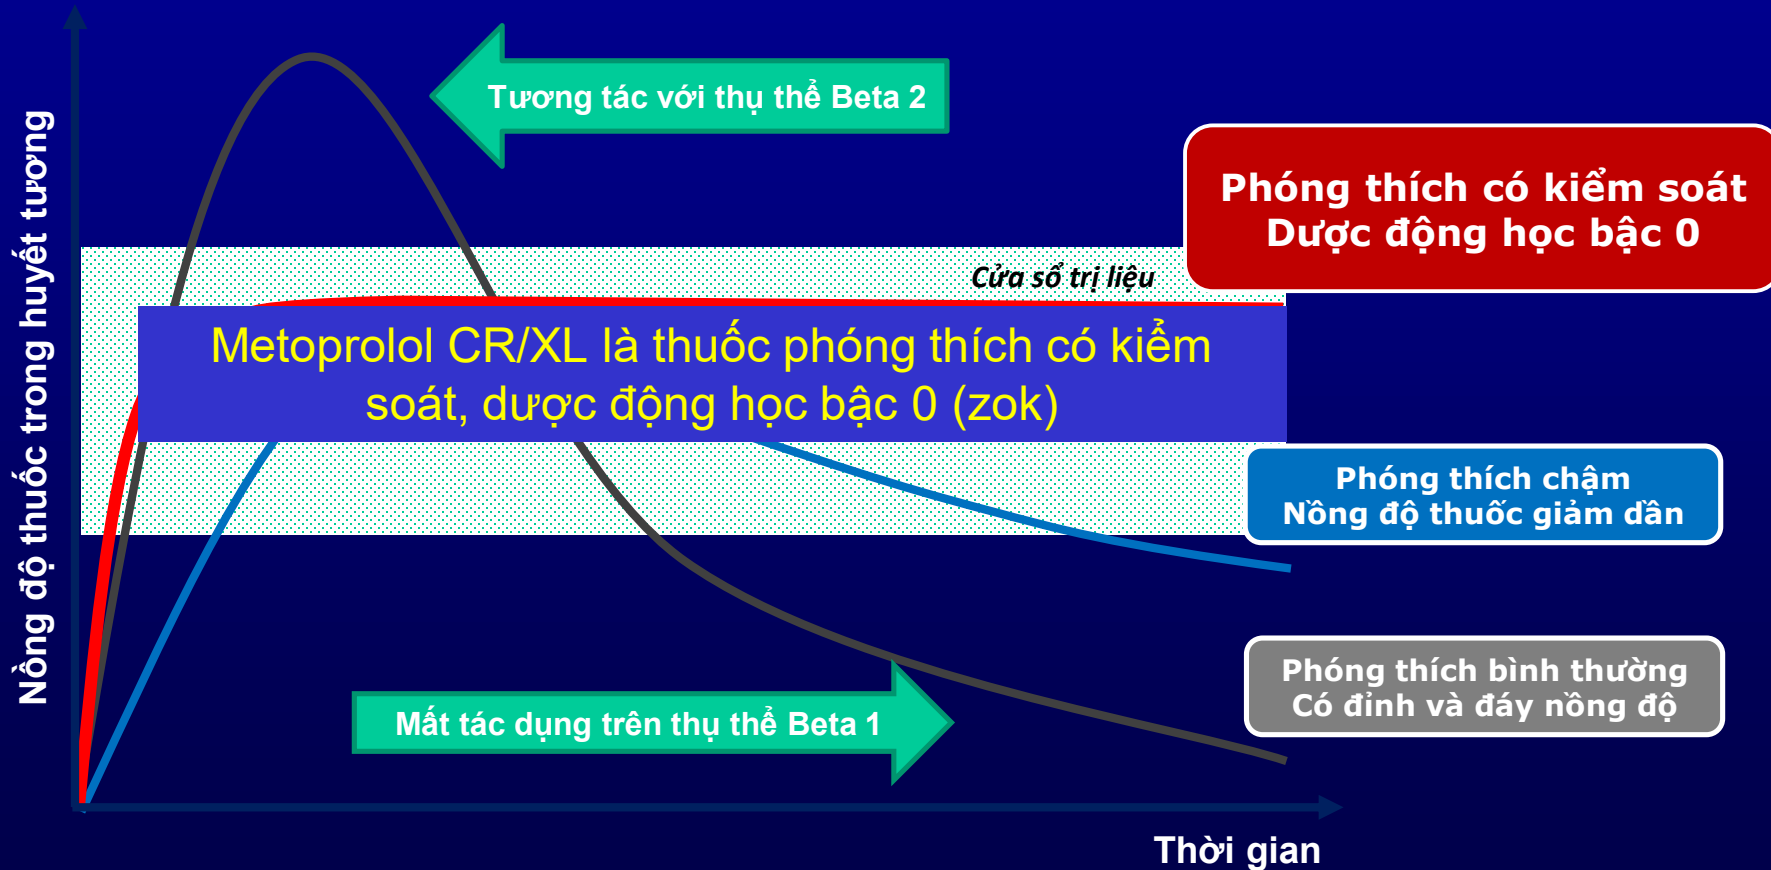 Nồng độ thuốc trong huyết tương
Tương tác với thụ thể Beta 2
Phóng thích có kiểm soát
Dược động học bậc 0
Cửa sổ trị liệu
Metoprolol CR/XL là thuốc phóng thích có kiểm
soát, dược động học bậc 0 (zok)
Phóng thích chậm
Nồng độ thuốc giảm dần
Phóng thích bình thường
Có đỉnh và đáy nồng độ
Mất tác dụng trên thụ thể Beta 1
Thời gian